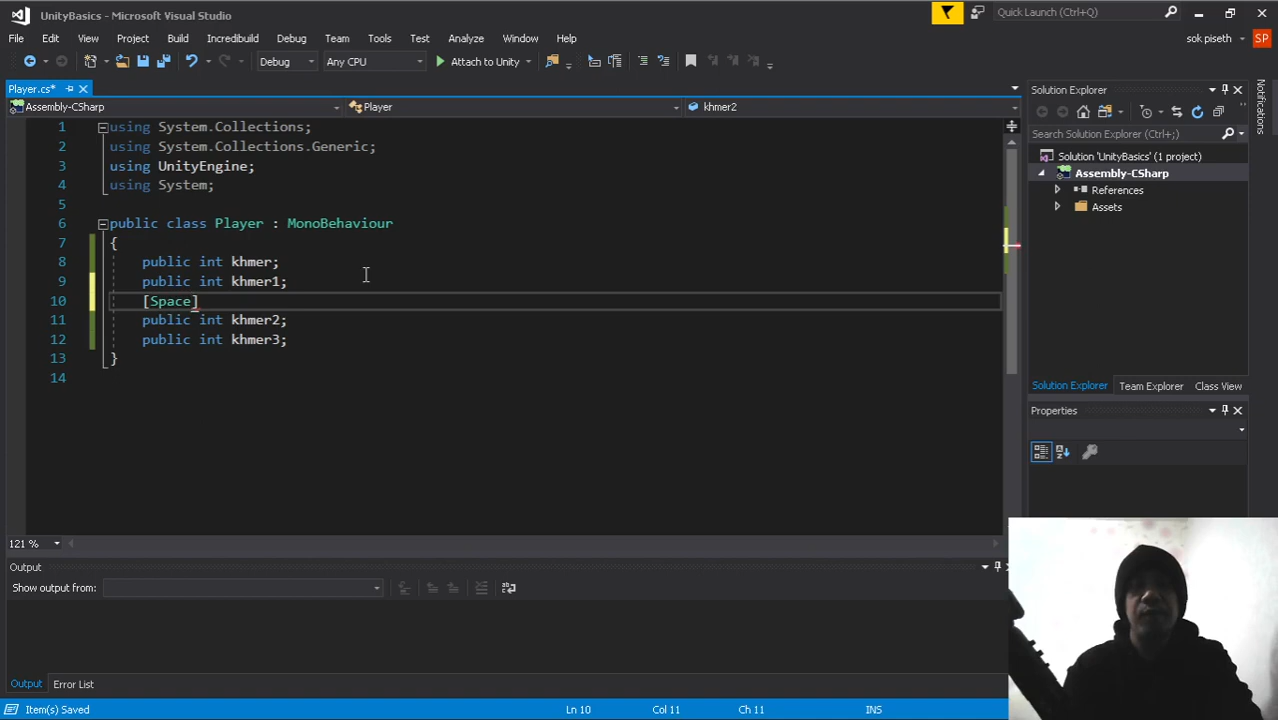 UnityBasics - Microsoft Visual Studio
Quick Launch (Ctrl+Q)
File Edit View Project Build Incredibuild Debug Team Tools Test Analyze Window Help
sok piseth SP
Debug Any CPU Attach to Unity
Player.cs*
Assembly-CSharp Player khmer2
1 using System.Collections;
2 using System.Collections.Generic;
3 using UnityEngine;
4 using System;
5
6 public class Player : MonoBehaviour
7 {
8 public int khmer;
9 public int khmer1;
10 [Space]
11 public int khmer2;
12 public int khmer3;
13 }
14
121 %
Output
Show output from:
Output Error List
Item(s) Saved Ln 10 Col 11 Ch 11 INS
Solution Explorer
Search Solution Explorer (Ctrl+;)
Solution 'UnityBasics' (1 project)
Assembly-CSharp
References
Assets
Solution Explorer Team Explorer Class View
Properties
Notifications